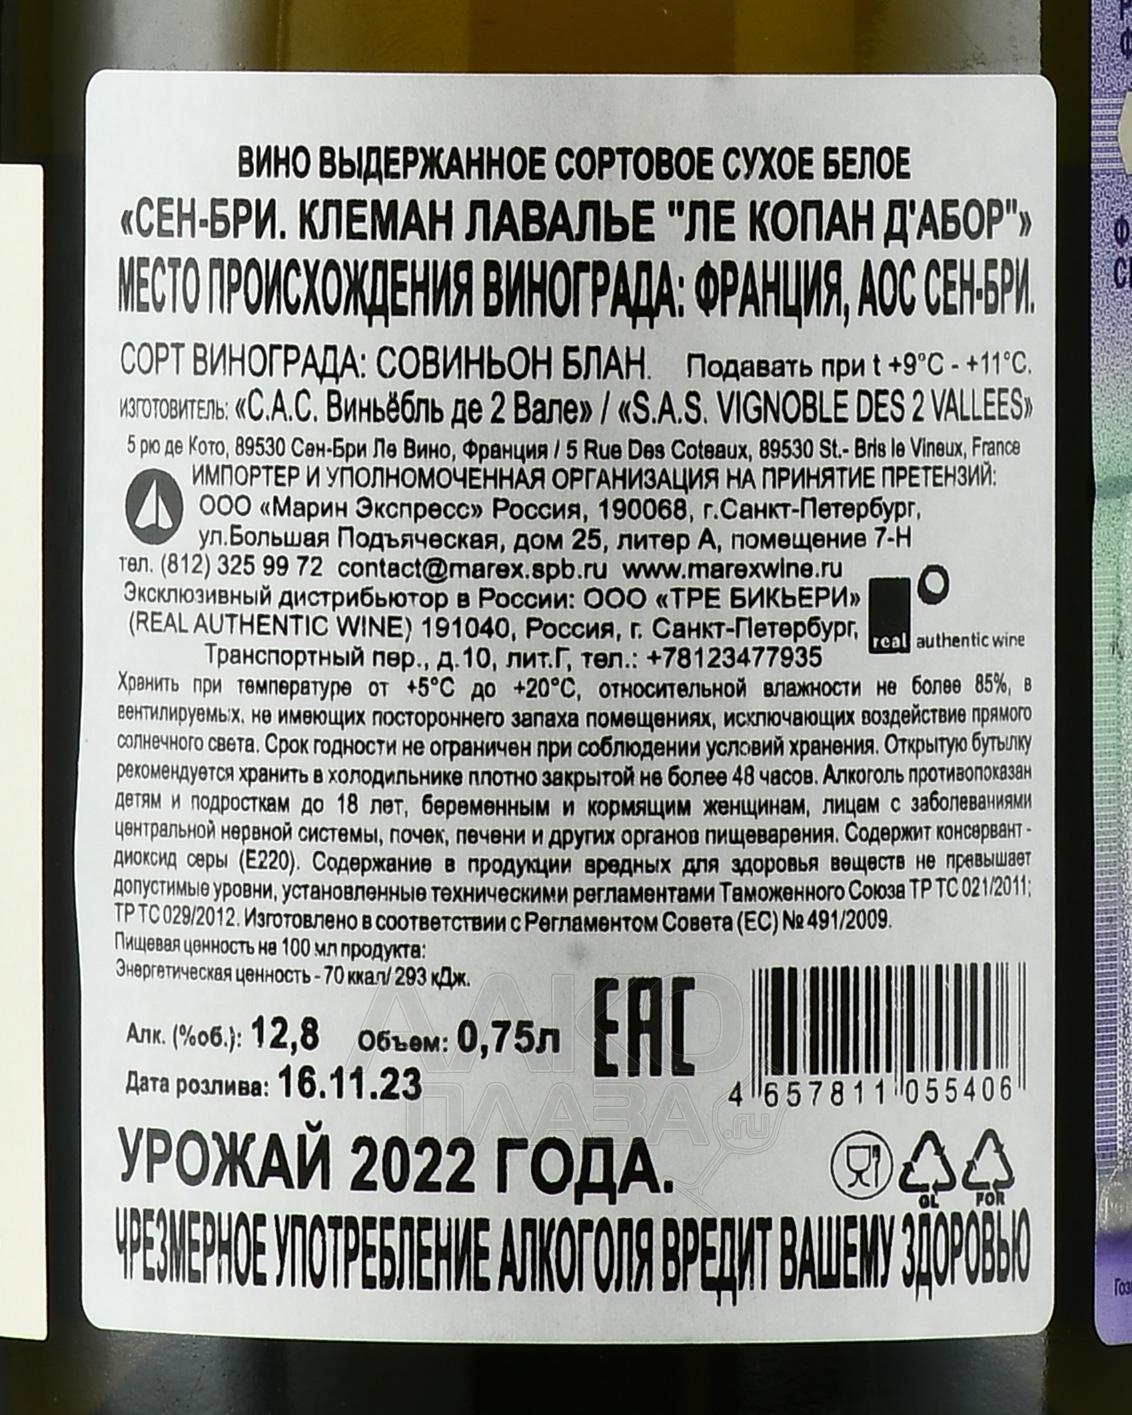 ВИНО ВЫДЕРЖАННОЕ СОРТОВОЕ СУХОЕ БЕЛОЕ
«СЕН-БРИ. КЛЕМАН ЛАВАЛЬЕ "ЛЕ КОПАН Д'АБОР"»
МЕСТО ПРОИСХОЖДЕНИЯ ВИНОГРАДА: ФРАНЦИЯ, АОС СЕН-БРИ.
СОРТ ВИНОГРАДА: СОВИНЬОН БЛАН. Подавать при t +9°C - +11°C.
ИЗГОТОВИТЕЛЬ: «С.А.С. Виньёбль де 2 Вале» / «S.A.S. VIGNOBLE DES 2 VALLEES»
5 рю де Кото, 89530 Сен-Бри Ле Вино, Франция / 5 Rue Des Coteaux, 89530 St.- Bris le Vineux, France
ИМПОРТЕР И УПОЛНОМОЧЕННАЯ ОРГАНИЗАЦИЯ НА ПРИНЯТИЕ ПРЕТЕНЗИЙ:
ООО «Марин Экспресс» Россия, 190068, г.Санкт-Петербург,
ул.Большая Подъяческая, дом 25, литер А, помещение 7-Н
тел. (812) 325 99 72 contact@marex.spb.ru www.marexwine.ru
Эксклюзивный дистрибьютор в России: ООО «ТРЕ БИКЬЕРИ»
(REAL AUTHENTIC WINE) 191040, Россия, г. Санкт-Петербург,
real authentic wine
Транспортный пер., д.10, лит.Г, тел.: +78123477935
Хранить при температуре от +5°C до +20°C, относительной влажности не более 85%, в
вентилируемых, не имеющих постороннего запаха помещениях, исключающих воздействие прямого
солнечного света. Срок годности не ограничен при соблюдении условий хранения. Открытую бутылку
рекомендуется хранить в холодильнике плотно закрытой не более 48 часов. Алкоголь противопоказан
детям и подросткам до 18 лет, беременным и кормящим женщинам, лицам с заболеваниями
центральной нервной системы, почек, печени и других органов пищеварения. Содержит консервант -
диоксид серы (Е220). Содержание в продукции вредных для здоровья веществ не превышает
допустимые уровни, установленные техническими регламентами Таможенного Союза ТР ТС 021/2011;
ТР ТС 029/2012. Изготовлено в соответствии с Регламентом Совета (ЕС) № 491/2009.
Пищевая ценность на 100 мл продукта:
Энергетическая ценность - 70 ккал/ 293 кДж.
Алк. (%об.): 12,8 Объем: 0,75л
EAC
Дата розлива: 16.11.23
4 657811 055406
АЛКО
ПЛАЗА.ru
УРОЖАЙ 2022 ГОДА.
GL FOR
ЧРЕЗМЕРНОЕ УПОТРЕБЛЕНИЕ АЛКОГОЛЯ ВРЕДИТ ВАШЕМУ ЗДОРОВЬЮ